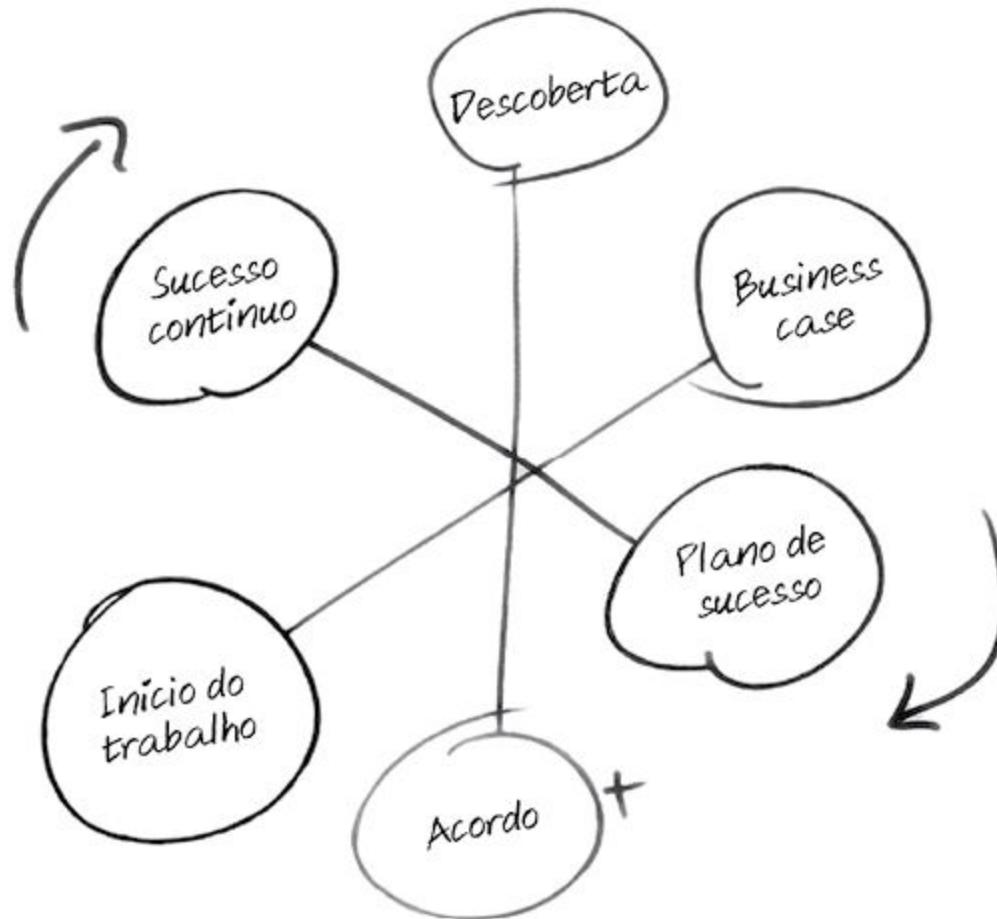 Descoberta
Business
case
Plano de
sucesso
Acordo
+
Início do
trabalho
Sucesso
contínuo